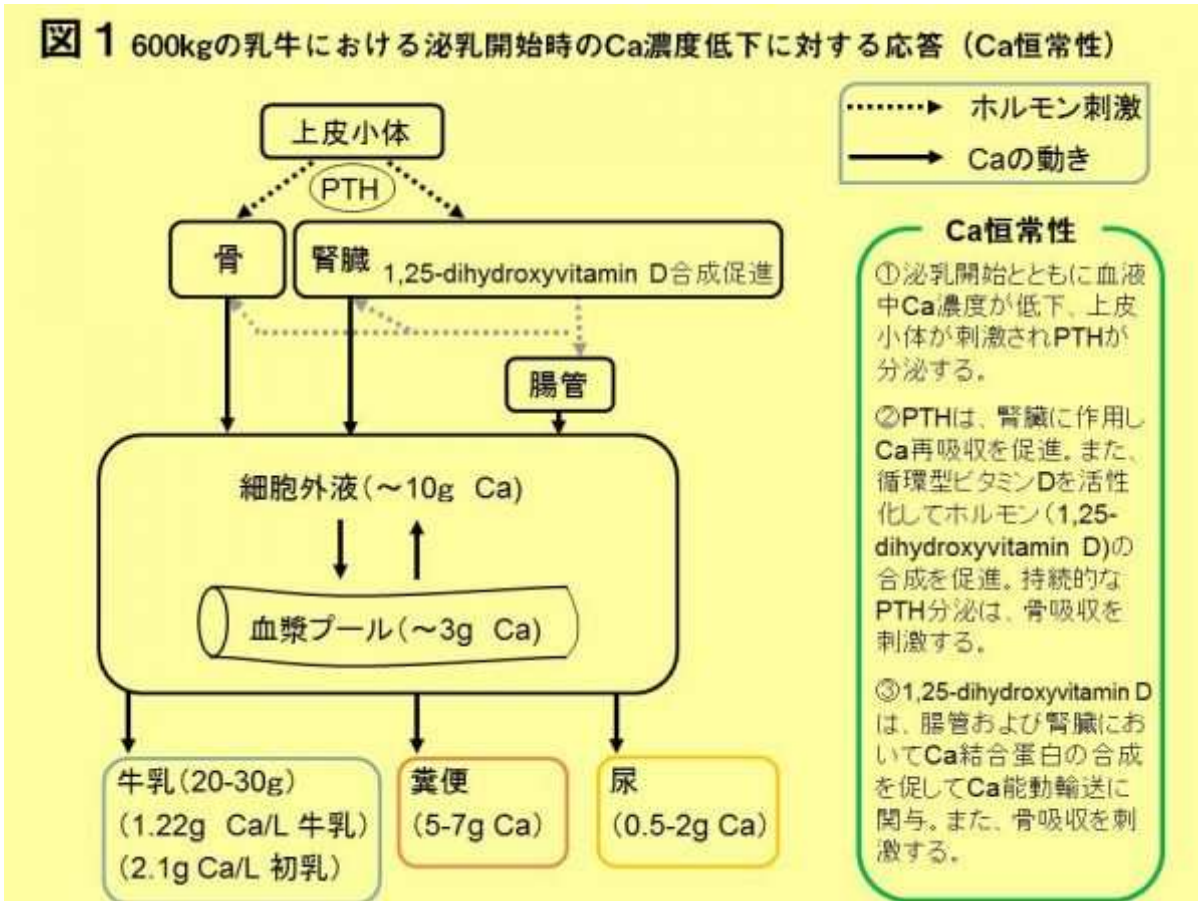 図1 600kgの乳牛における泌乳開始時のCa濃度低下に対する応答(Ca恒常性)
ホルモン刺激
Caの動き
上皮小体
PTH
骨
腎臓 1,25-dihydroxyvitamin D合成促進
腸管
細胞外液(~10g Ca)
血漿プール(~3g Ca)
牛乳(20-30g)
(1.22g Ca/L 牛乳)
(2.1g Ca/L 初乳)
糞便
(5-7g Ca)
尿
(0.5-2g Ca)
Ca恒常性
①泌乳開始とともに血液
中Ca濃度が低下、上皮
小体が刺激されPTHが
分泌する。
②PTHは、腎臓に作用し
Ca再吸収を促進。また、
循環型ビタミンDを活性
化してホルモン(1,25-
dihydroxyvitamin D)の
合成を促進。持続的な
PTH分泌は、骨吸収を
刺激する。
③1,25-dihydroxyvitamin D
は、腸管および腎臓にお
いてCa結合蛋白の合成
を促してCa能動輸送に
関与。また、骨吸収を刺
激する。